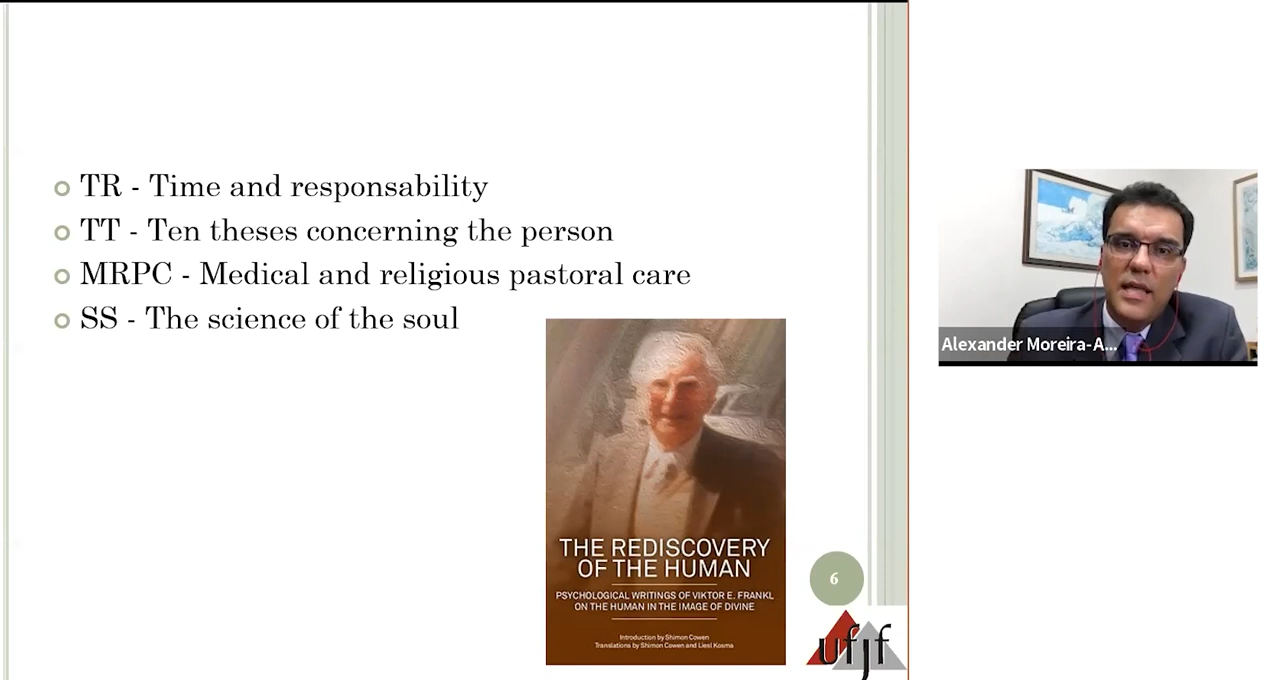 TR - Time and responsability
TT - Ten theses concerning the person
MRPC - Medical and religious pastoral care
SS - The science of the soul
THE REDISCOVERY
OF THE HUMAN
PSYCHOLOGICAL WRITINGS OF VIKTOR E. FRANKL
ON THE HUMAN IN THE IMAGE OF DIVINE
Introduction by Shimon Cowen
Translations by Shimon Cowen and Liesl Kosma
6
ufjf
Alexander Moreira-A...